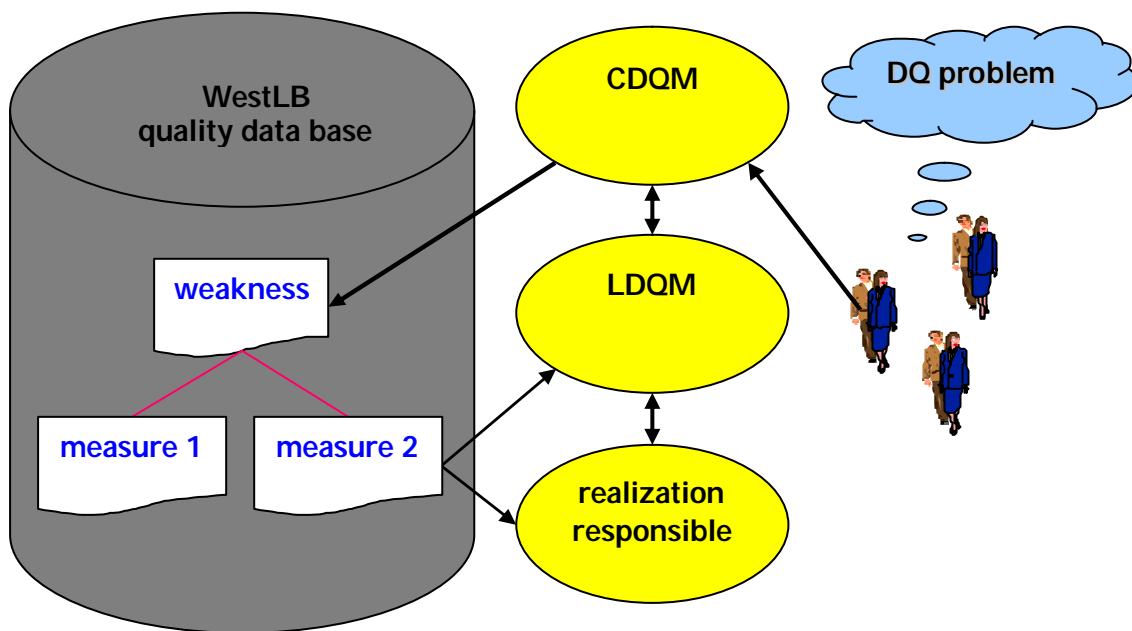 WestLB
quality data base
CDQM
DQ problem
weakness
LDQM
measure 1
measure 2
realization
responsible